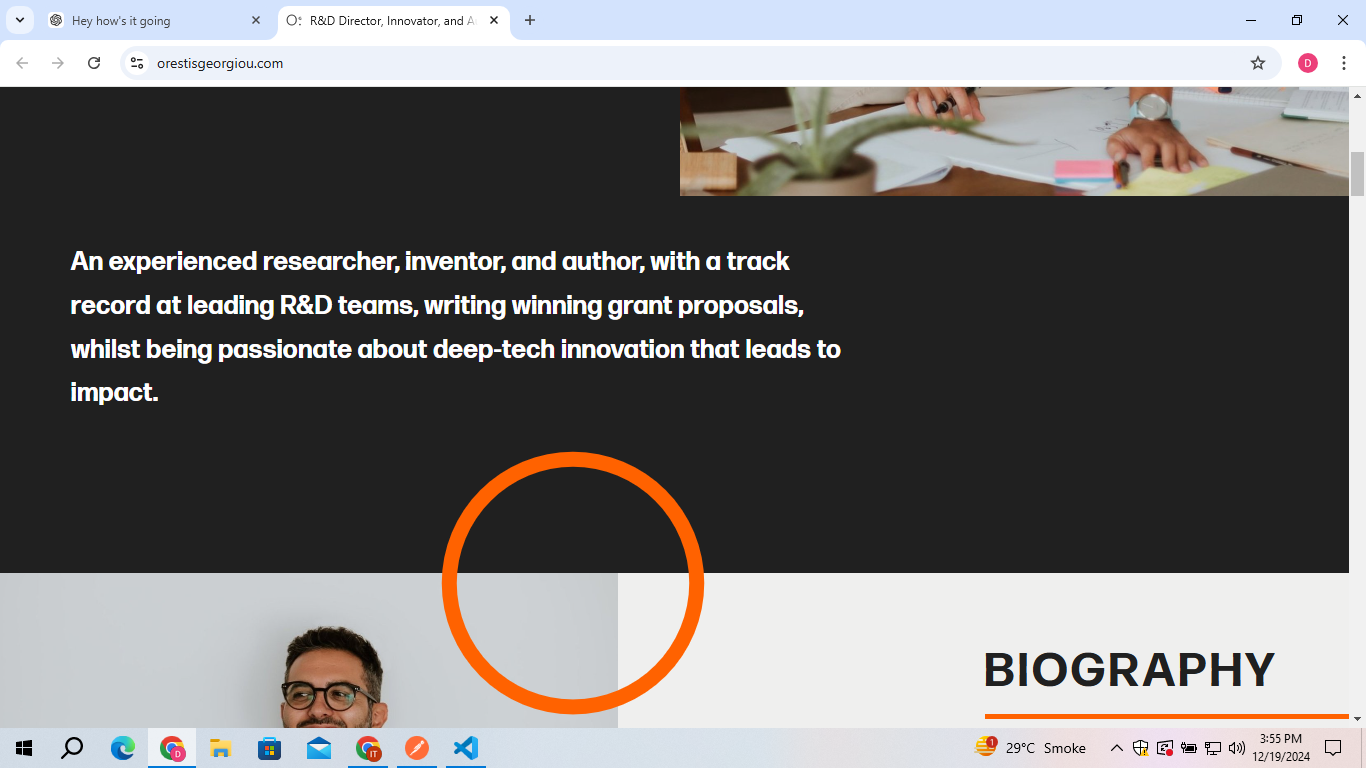 Hey how's it going
R&D Director, Innovator, and A
orestisgeorgiou.com
D
An experienced researcher, inventor, and author, with a track
record at leading R&D teams, writing winning grant proposals,
whilst being passionate about deep-tech innovation that leads to
impact.
BIOGRAPHY
D
IT
1
29°C Smoke
3:55 PM
12/19/2024